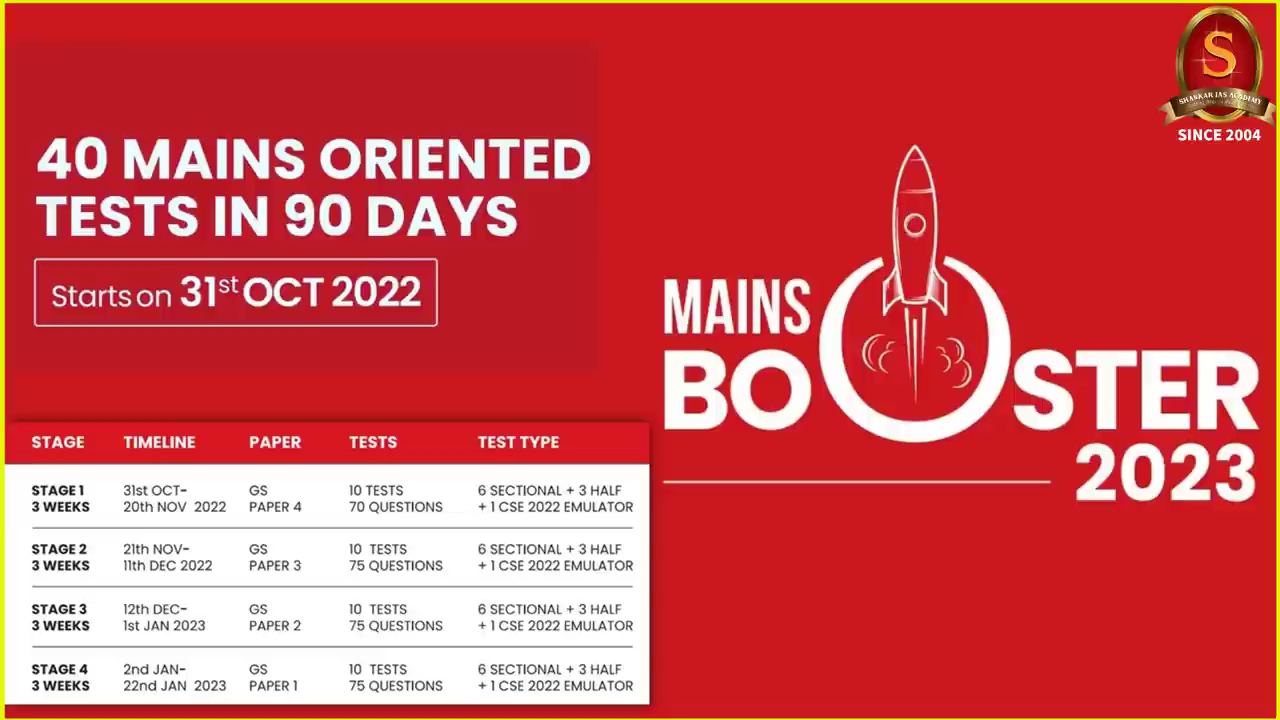 SHANKAR IAS ACADEMY
SINCE 2004
40 MAINS ORIENTED
TESTS IN 90 DAYS
Starts on 31st OCT 2022
MAINS
BOOSTER
2023
STAGE TIMELINE PAPER TESTS TEST TYPE
STAGE 1 31st OCT- GS 10 TESTS 6 SECTIONAL + 3 HALF
3 WEEKS 20th NOV 2022 PAPER 4 70 QUESTIONS + 1 CSE 2022 EMULATOR
STAGE 2 21th NOV- GS 10 TESTS 6 SECTIONAL + 3 HALF
3 WEEKS 11th DEC 2022 PAPER 3 75 QUESTIONS + 1 CSE 2022 EMULATOR
STAGE 3 12th DEC- GS 10 TESTS 6 SECTIONAL + 3 HALF
3 WEEKS 1st JAN 2023 PAPER 2 75 QUESTIONS + 1 CSE 2022 EMULATOR
STAGE 4 2nd JAN- GS 10 TESTS 6 SECTIONAL + 3 HALF
3 WEEKS 22nd JAN 2023 PAPER 1 75 QUESTIONS + 1 CSE 2022 EMULATOR